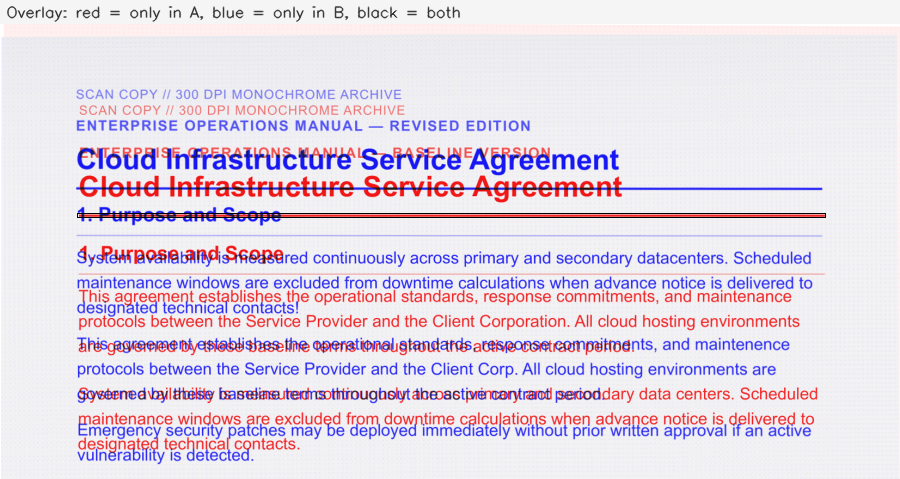 Overlay: red = only in A, blue = only in B, black = both
SCAN COPY // 300 DPI MONOCHROME ARCHIVE
SCAN COPY // 300 DPI MONOCHROME ARCHIVE
ENTERPRISE OPERATIONS MANUAL — REVISED EDITION
ENTERPRISE OPERATIONS MANUAL — BASELINE VERSION
Cloud Infrastructure Service Agreement
Cloud Infrastructure Service Agreement
1. Purpose and Scope
1. Purpose and Scope
System availability is measured continuously across primary and secondary datacenters. Scheduled
maintenance windows are excluded from downtime calculations when advance notice is delivered to
This agreement establishes the operational standards, response commitments, and maintenance
designated technical contacts!
protocols between the Service Provider and the Client Corporation. All cloud hosting environments
This agreement establishes the operational standards, response commitments, and maintenence
are governed by these baseline terms throughout the active contract period.
protocols between the Service Provider and the Client Corp. All cloud hosting environments are
governed by these baseline terms throughout the active contract period.
System availability is measured continuously across primary and secondary data centers. Scheduled
maintenance windows are excluded from downtime calculations when advance notice is delivered to
Emergency security patches may be deployed immediately without prior written approval if an active
designated technical contacts.
vulnerability is detected.